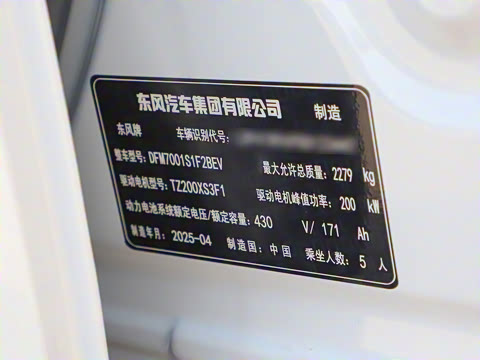 东风汽车集团有限公司 制造
东风牌 车辆识别代号:
整车型号: DFM7001S1F2BEV 最大允许总质量: 2279 kg
驱动电机型号: TZ200XS3F1 驱动电机峰值功率: 200 kW
动力电池系统额定电压/额定容量: 430 V/ 171 Ah
制造年月: 2025-04 制造国: 中国 乘坐人数: 5 人